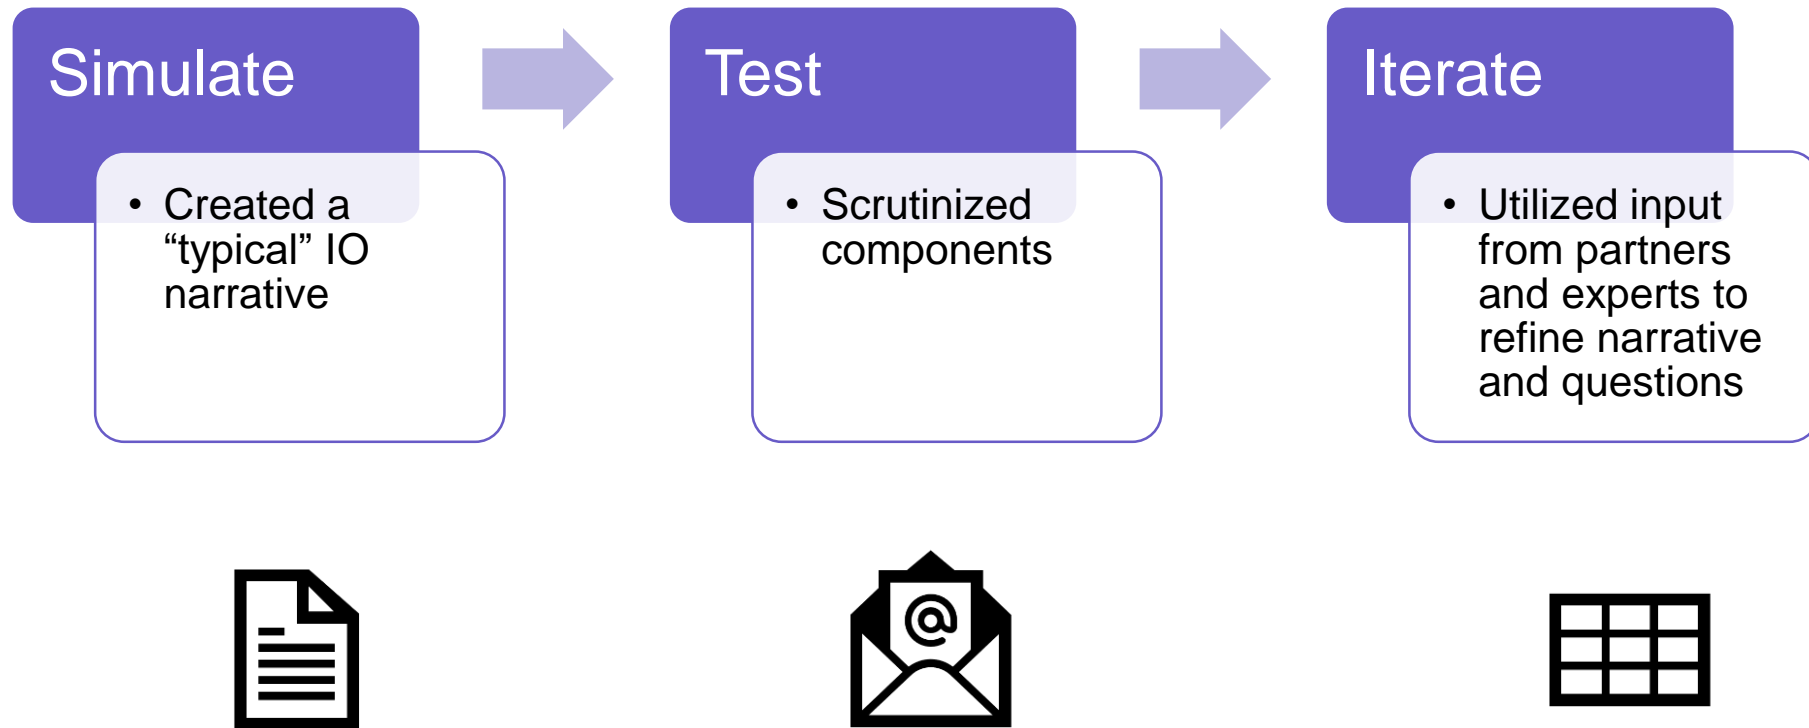 Simulate
• Created a
“typical” IO
narrative
Test
• Scrutinized
components
Iterate
• Utilized input
from partners
and experts to
refine narrative
and questions
@